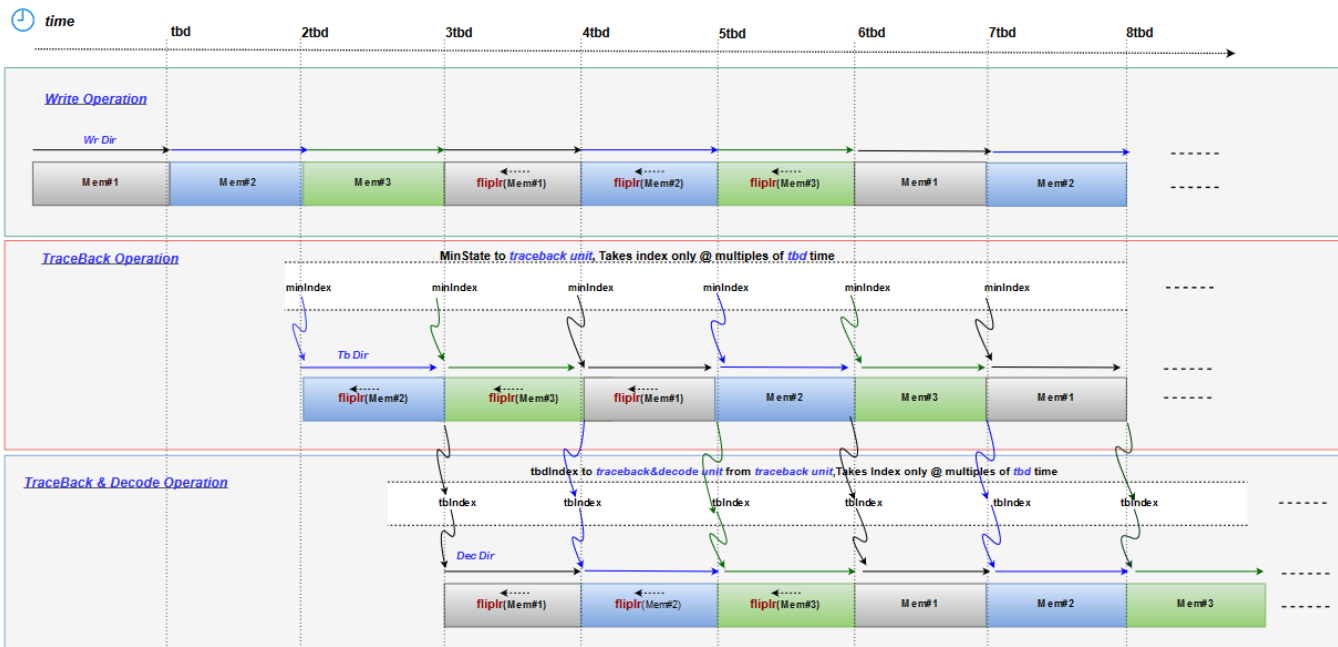 time
tbd 2tbd 3tbd 4tbd 5tbd 6tbd 7tbd 8tbd
Write Operation
Wr Dir
Mem#1 Mem#2 Mem#3 fliplr(Mem#1) fliplr(Mem#2) fliplr(Mem#3) Mem#1 Mem#2
TraceBack Operation
MinState to traceback unit, Takes index only @ multiples of tbd time
minIndex minIndex minIndex minIndex minIndex minIndex
Tb Dir
fliplr(Mem#2) fliplr(Mem#3) fliplr(Mem#1) Mem#2 Mem#3 Mem#1
TraceBack & Decode Operation
tbdIndex to traceback&decode unit from traceback unit,Takes Index only @ multiples of tbd time
tbIndex tbIndex tbIndex tbIndex tbIndex tbIndex
Dec Dir
fliplr(Mem#1) fliplr(Mem#2) fliplr(Mem#3) Mem#1 Mem#2 Mem#3